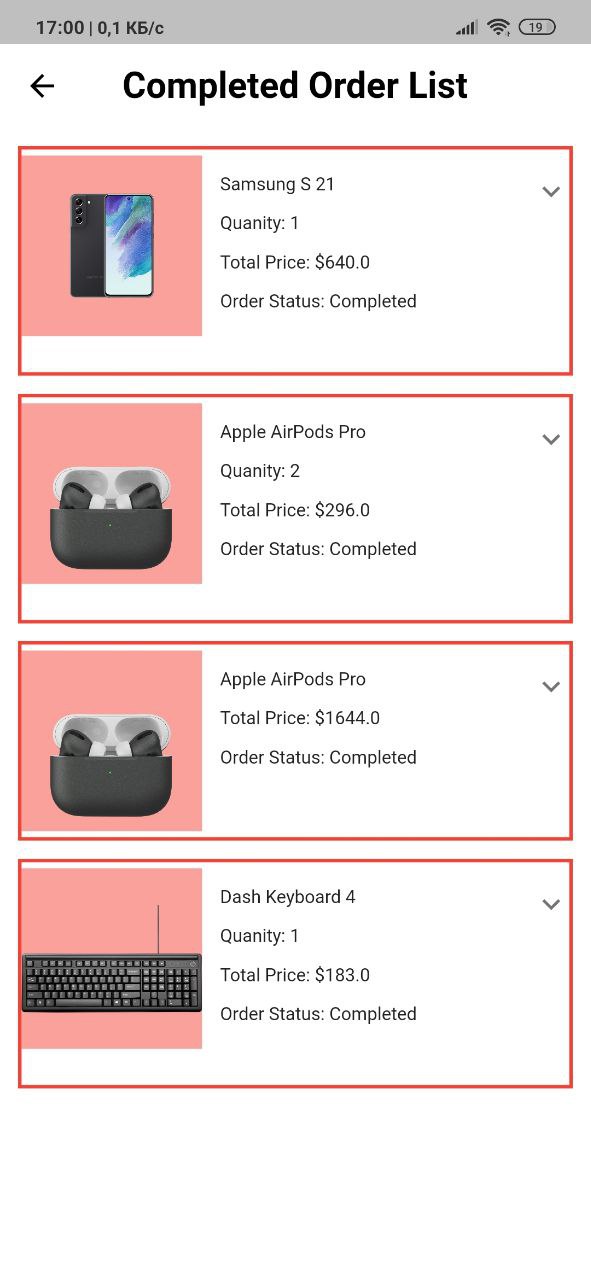 17:00 | 0,1 КБ/с
19
Completed Order List
Samsung S 21
Quanity: 1
Total Price: $640.0
Order Status: Completed
Apple AirPods Pro
Quanity: 2
Total Price: $296.0
Order Status: Completed
Apple AirPods Pro
Total Price: $1644.0
Order Status: Completed
Dash Keyboard 4
Quanity: 1
Total Price: $183.0
Order Status: Completed